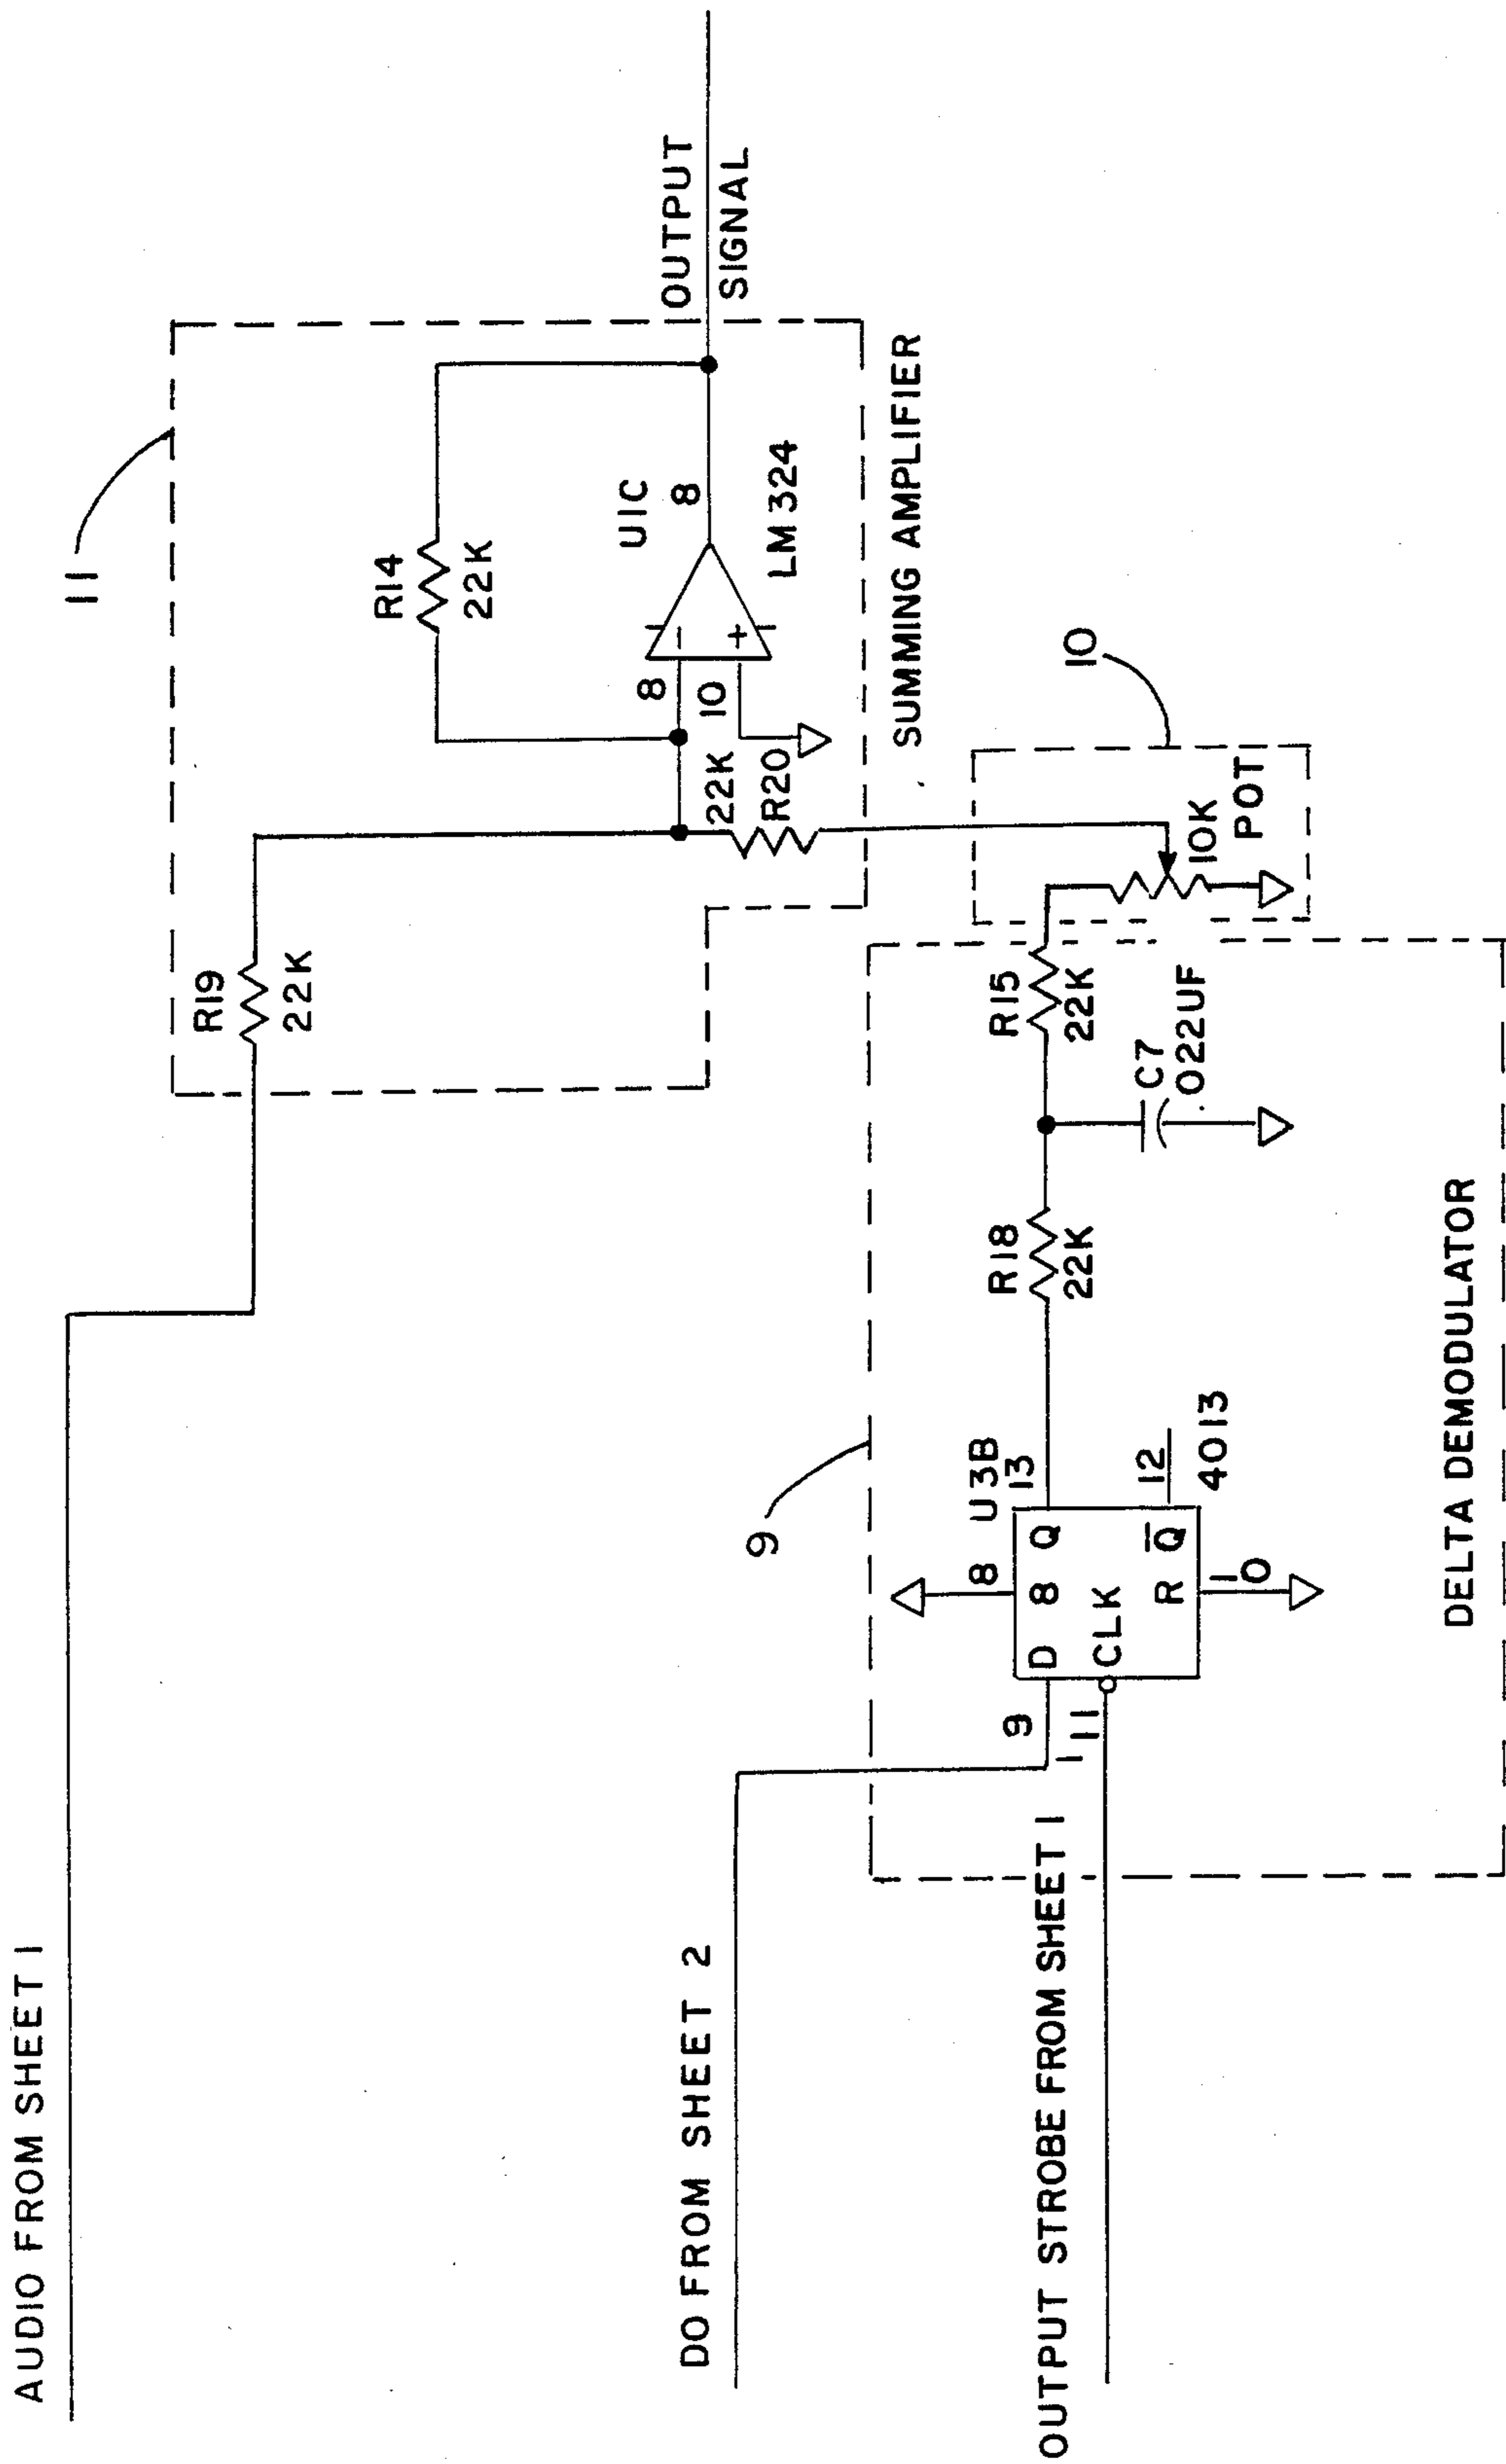 AUDIO FROM SHEET 1
R19
22K
11
R14
22K
U1C
8
8
10
LM324
22K
R20
OUTPUT
SIGNAL
SUMMING AMPLIFIER
10
10K
POT
DO FROM SHEET 2
OUTPUT STROBE FROM SHEET 1
9
9
1
11
D
8
Q
CLK
R
Q
8
U3B
13
12
4013
10
R18
22K
R15
22K
C7
.022UF
DELTA DEMODULATOR